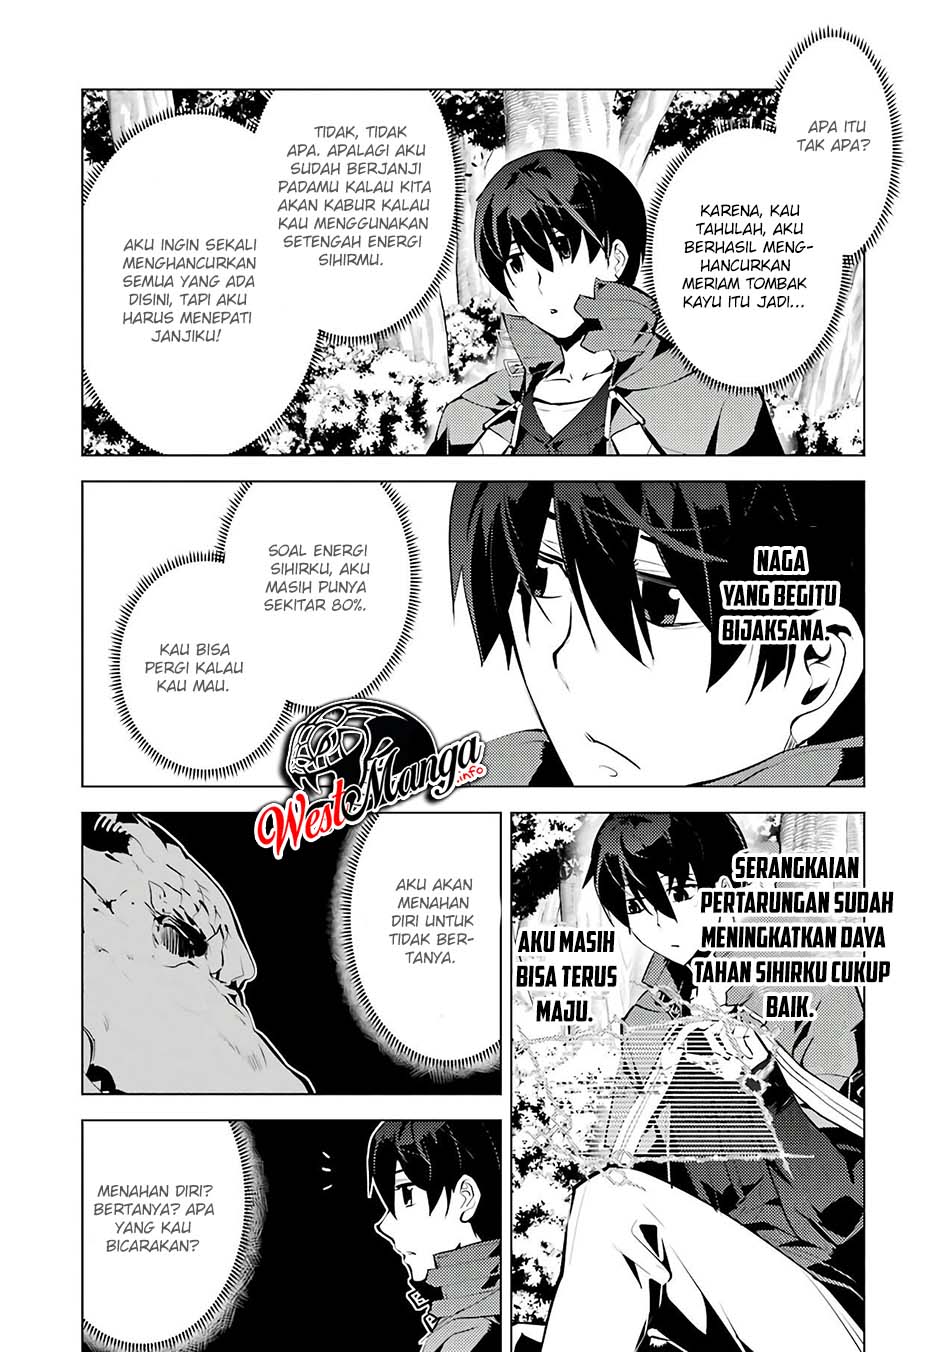 APA ITU
TAK APA?
KARENA, KAU
TAHULAH, AKU
BERHASIL MENG-
HANCURKAN
MERIAM TOMBAK
KAYU ITU JADI...
TIDAK, TIDAK
APA. APALAGI AKU
SUDAH BERJANJI
PADAMU KALAU KITA
AKAN KABUR KALAU
KAU MENGGUNAKAN
SETENGAH ENERGI
SIHIRMU.
AKU INGIN SEKALI
MENGHANCURKAN
SEMUA YANG ADA
DISINI, TAPI AKU
HARUS MENEPATI
JANJIKU!
NAGA
YANG BEGITU
BIJAKSANA.
SOAL ENERGI
SIHIRKU, AKU
MASIH PUNYA
SEKITAR 80%.
KAU BISA
PERGI KALAU
KAU MAU.
WestManga
.info
SERANGKAIAN
PERTARUNGAN SUDAH
MENINGKATKAN DAYA
TAHAN SIHIRKU CUKUP
BAIK.
AKU MASIH
BISA TERUS
MAJU.
AKU AKAN
MENAHAN
DIRI UNTUK
TIDAK BER-
TANYA.
MENAHAN DIRI?
BERTANYA? APA
YANG KAU
BICARAKAN?